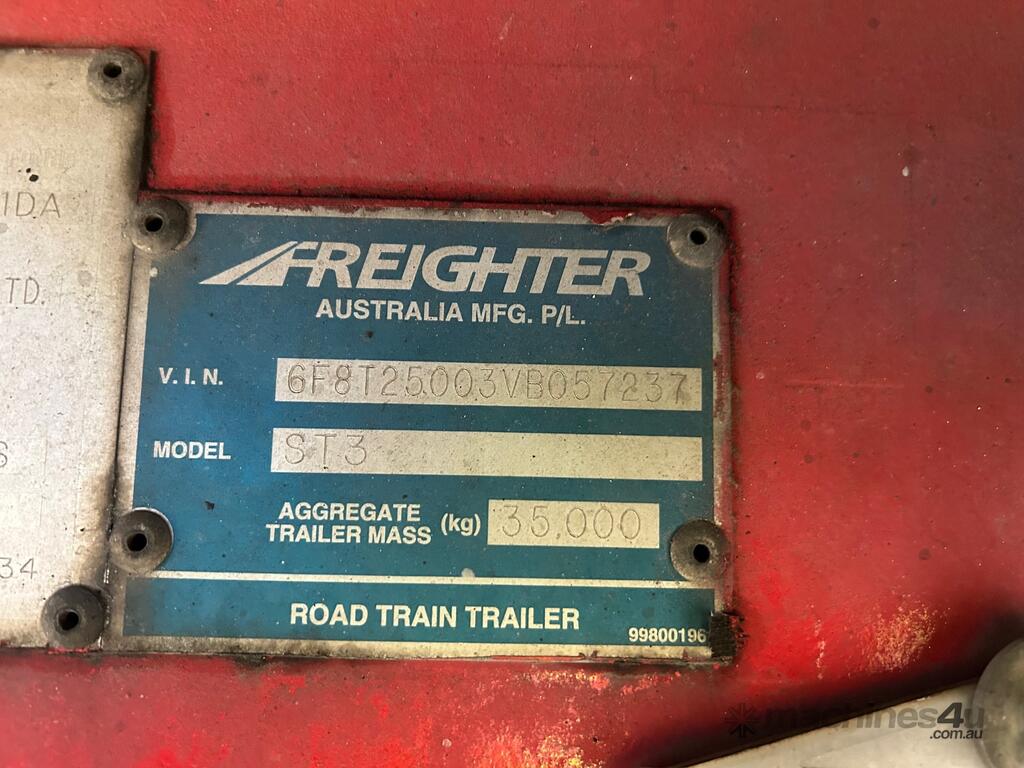 IDA
TD.
S
34
FREIGHTER
AUSTRALIA MFG. P/L.
V.I.N. 6F8T25003VB057237
MODEL ST3
AGGREGATE
TRAILER MASS (kg) 35,000
ROAD TRAIN TRAILER
99800196
machines4u
.com.au